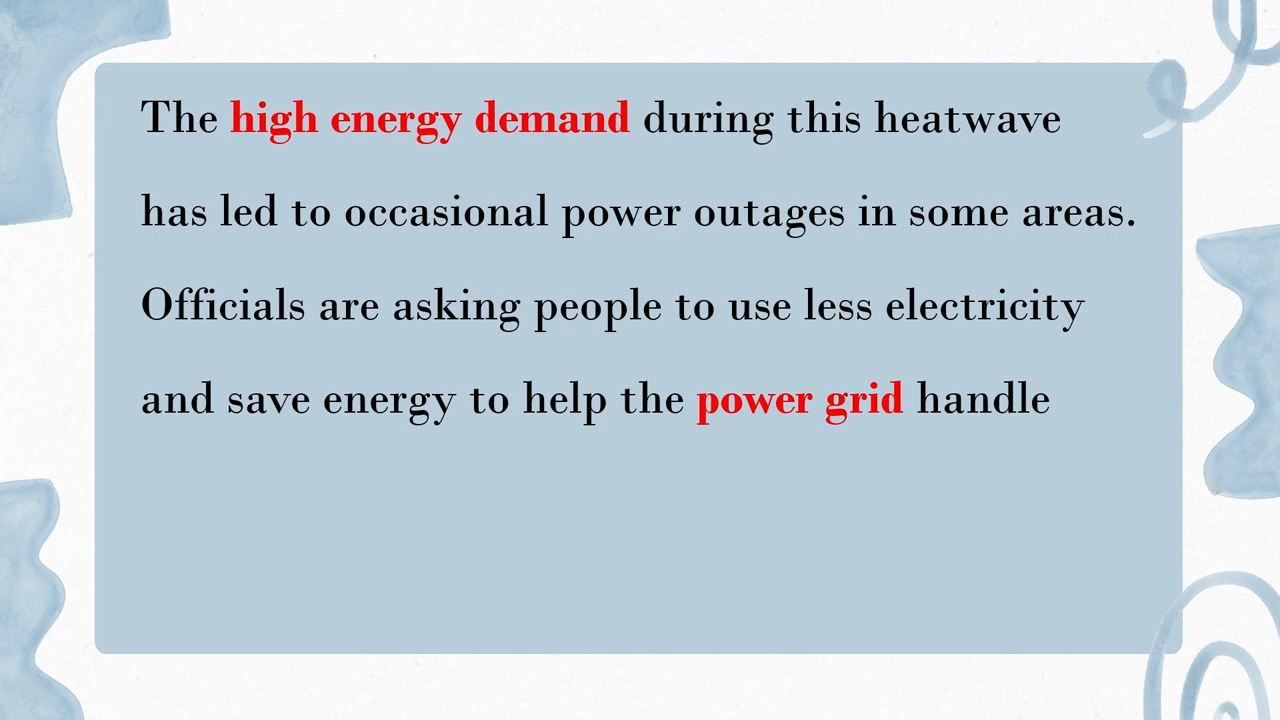 The high energy demand during this heatwave
has led to occasional power outages in some areas.
Officials are asking people to use less electricity
and save energy to help the power grid handle